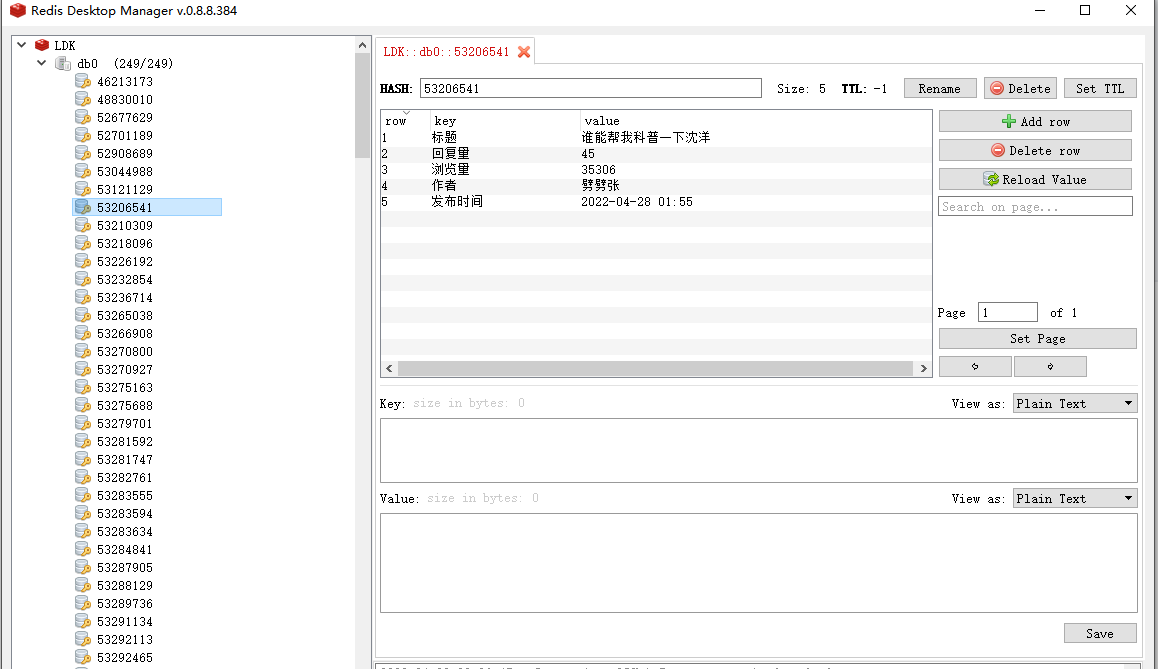 Redis Desktop Manager v.0.8.8.384
LDK
db0 (249/249)
46213173
48830010
52677629
52701189
52908689
53044988
53121129
53206541
53210309
53218096
53226192
53232854
53236714
53265038
53266908
53270800
53270927
53275163
53275688
53279701
53281592
53281747
53282761
53283555
53283594
53283634
53284841
53287905
53288129
53289736
53291134
53292113
53292465
LDK::db0::53206541
HASH: 53206541 Size: 5 TTL: -1 Rename Delete Set TTL
row key value
1 标题 谁能帮我科普一下沈洋
2 回复量 45
3 浏览量 35306
4 作者 劈劈张
5 发布时间 2022-04-28 01:55
Add row
Delete row
Reload Value
Search on page...
Page 1 of 1
Set Page
Key: size in bytes: 0 View as: Plain Text
Value: size in bytes: 0 View as: Plain Text
Save